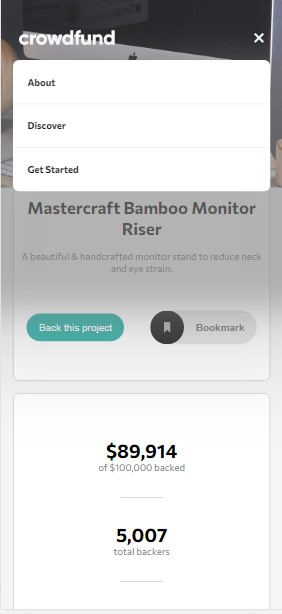 crowdfund
About
Discover
Get Started
Mastercraft Bamboo Monitor
Riser
A beautiful & handcrafted monitor stand to reduce neck
and eye strain.
Back this project
Bookmark
$89,914
of $100,000 backed
5,007
total backers